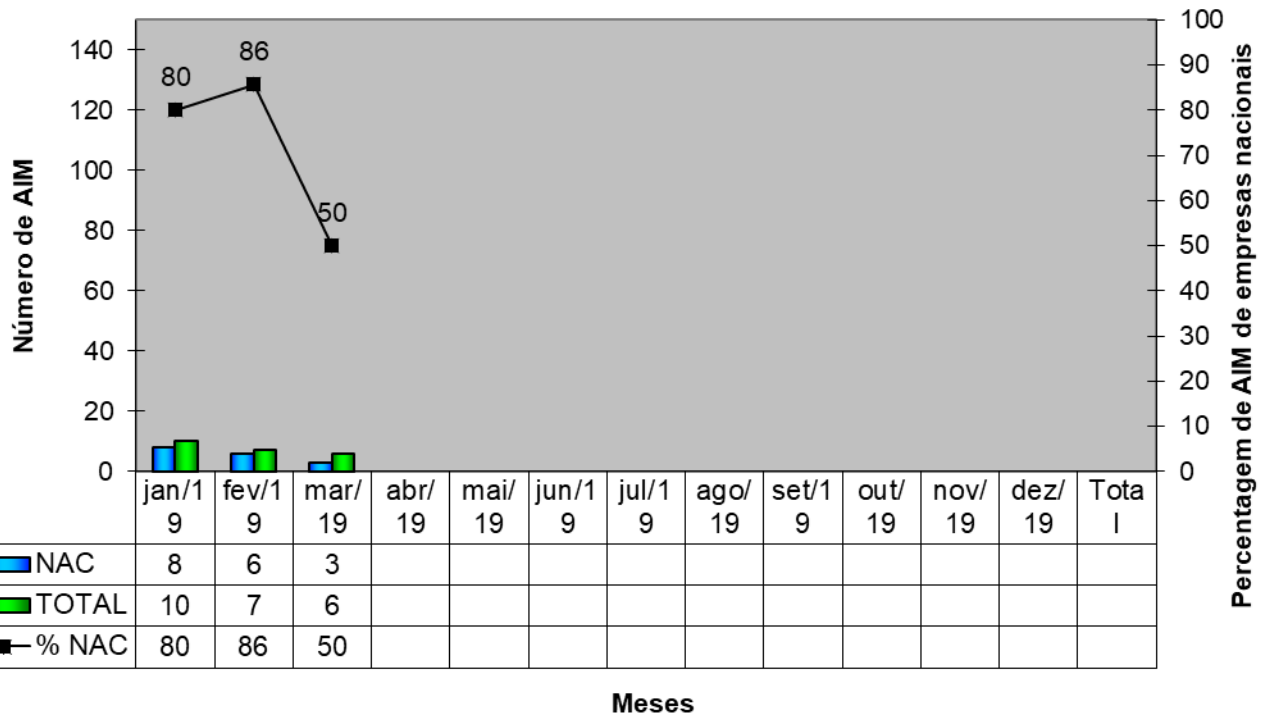 Número de AIM
140
120
100
80
60
40
20
0
80
86
50
100
90
80
70
60
50
40
30
20
10
0
Percentagem de AIM de empresas nacionais
jan/1 fev/1 mar/ abr/ mai/ jun/1 jul/1 ago/ set/1 out/ nov/ dez/ Tota
9 9 19 19 19 9 9 19 9 19 19 19 l
NAC 8 6 3
TOTAL 10 7 6
% NAC 80 86 50
Meses